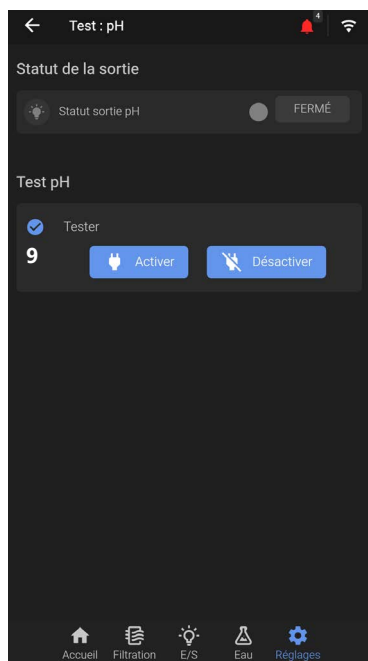 Test : pH
4
Statut de la sortie
Statut sortie pH
FERMÉ
Test pH
Tester
9
Activer
Désactiver
Accueil
Filtration
E/S
Eau
Réglages